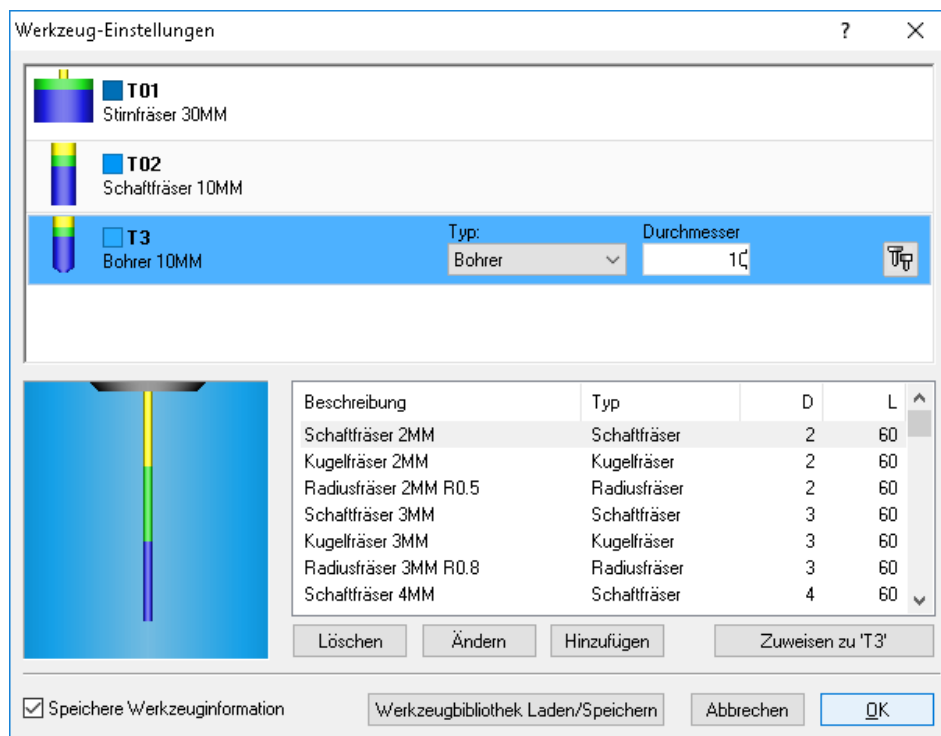 Werkzeug-Einstellungen ?
T01
Stirnfräser 30MM
T02
Schaftfräser 10MM
T3
Bohrer 10MM
Typ:
Bohrer
Durchmesser
10
Beschreibung Typ D L
Schaftfräser 2MM Schaftfräser 2 60
Kugelfräser 2MM Kugelfräser 2 60
Radiusfräser 2MM R0.5 Radiusfräser 2 60
Schaftfräser 3MM Schaftfräser 3 60
Kugelfräser 3MM Kugelfräser 3 60
Radiusfräser 3MM R0.8 Radiusfräser 3 60
Schaftfräser 4MM Schaftfräser 4 60
Löschen Ändern Hinzufügen Zuweisen zu 'T3'
Speichere Werkzeuginformation Werkzeugbibliothek Laden/Speichern Abbrechen OK